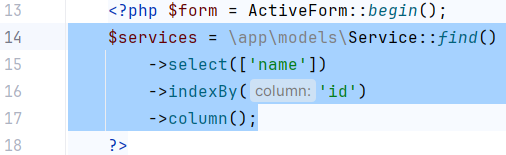 13 <?php $form = ActiveForm::begin();
14 $services = \app\models\Service::find()
15 ->select(['name'])
16 ->indexBy( column: 'id')
17 ->column();
18 ?>